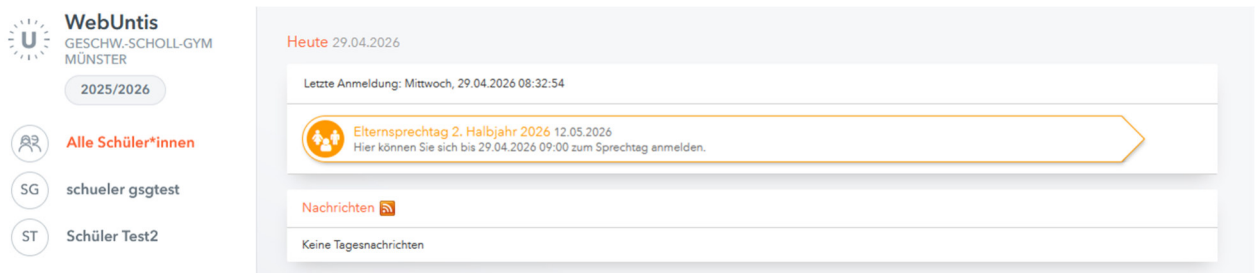 WebUntis
GESCHW.-SCHOLL-GYM
MÜNSTER
2025/2026
Alle Schüler*innen
SG schueler gsgtest
ST Schüler Test2
Heute 29.04.2026
Letzte Anmeldung: Mittwoch, 29.04.2026 08:32:54
Elternsprechtag 2. Halbjahr 2026 12.05.2026
Hier können Sie sich bis 29.04.2026 09:00 zum Sprechtag anmelden.
Nachrichten
Keine Tagesnachrichten